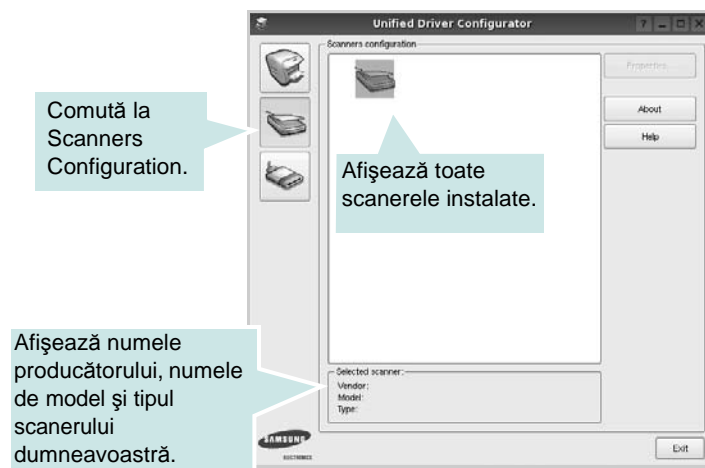 Unified Driver Configurator
Scanners configuration
Properties...
About
Help
Comută la
Scanners
Configuration.
Afişează toate
scanerele instalate.
Afişează numele
producătorului, numele
de model şi tipul
scanerului
dumneavoastră.
Selected scanner:
Vendor:
Model:
Type:
SAMSUNG
ELECTRONICS
Exit